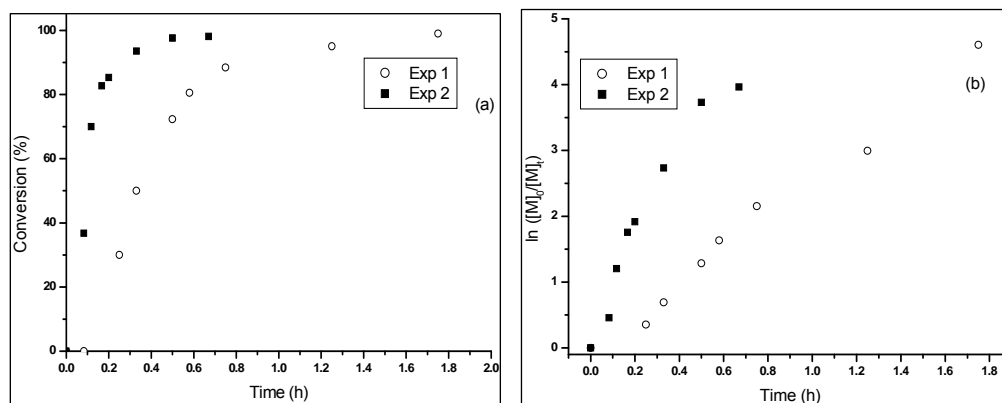 100
80
60
40
20
0
Conversion (%)
Exp 1
Exp 2
(a)
0.0 0.2 0.4 0.6 0.8 1.0 1.2 1.4 1.6 1.8 2.0
Time (h)
5
4
3
2
1
0
ln ([M]₀/[M]ₜ)
Exp 1
Exp 2
(b)
0.0 0.2 0.4 0.6 0.8 1.0 1.2 1.4 1.6 1.8
Time (h)